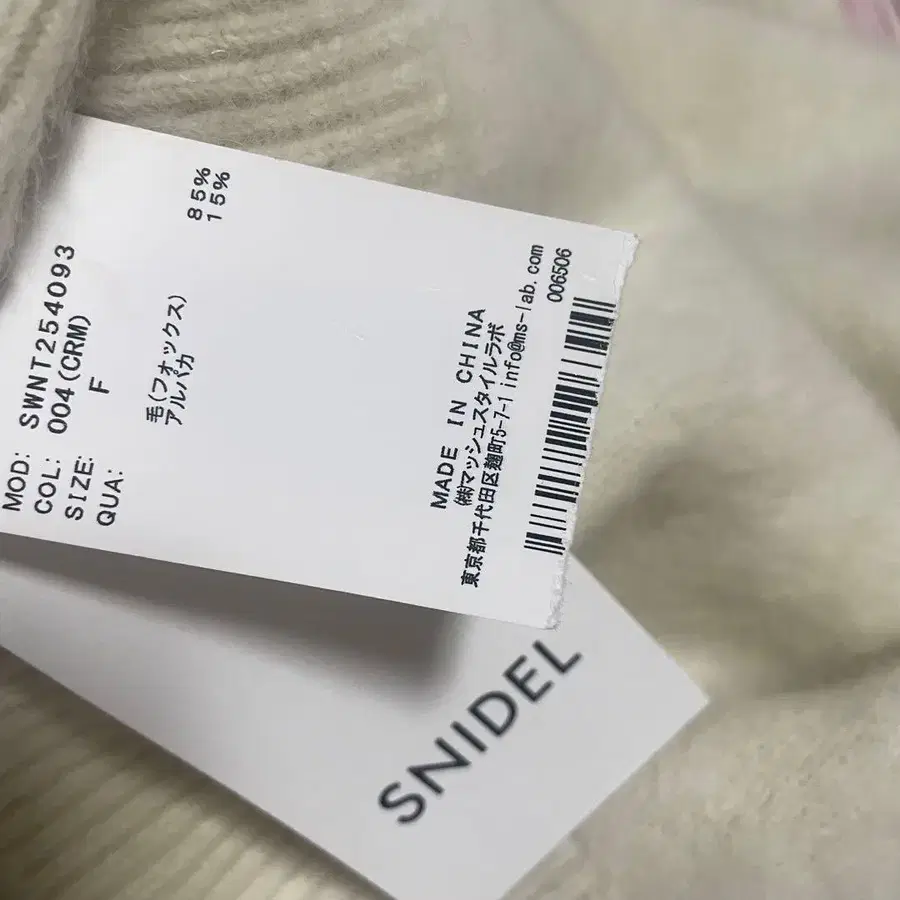 MOD: SWNT254093
COL: 004(CRM)
SIZE: F
QUA:
毛(フォックス) 85%
アルパカ 15%
MADE IN CHINA
㈱マッシュスタイルラボ
東京都千代田区麹町5-7-1 info@ms-lab.com
006506
SNIDEL